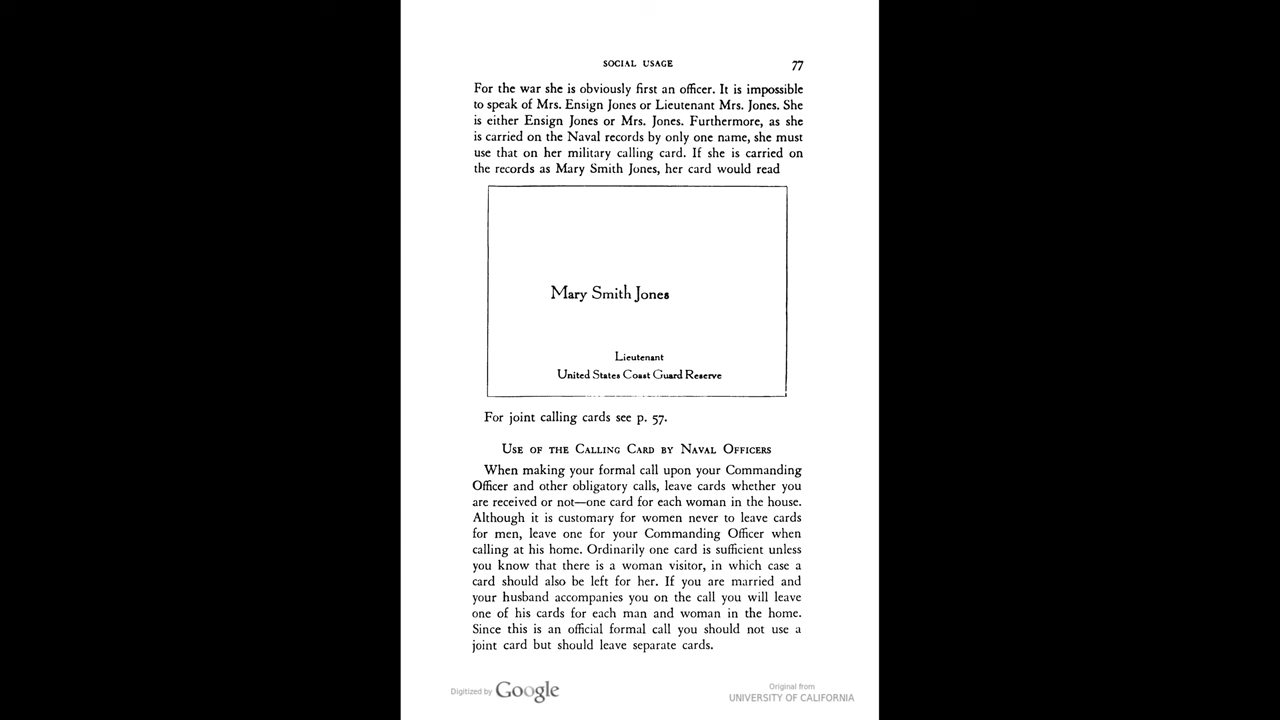 SOCIAL USAGE 77
For the war she is obviously first an officer. It is impossible
to speak of Mrs. Ensign Jones or Lieutenant Mrs. Jones. She
is either Ensign Jones or Mrs. Jones. Furthermore, as she
is carried on the Naval records by only one name, she must
use that on her military calling card. If she is carried on
the records as Mary Smith Jones, her card would read
Mary Smith Jones
Lieutenant
United States Coast Guard Reserve
For joint calling cards see p. 57.
USE OF THE CALLING CARD BY NAVAL OFFICERS
When making your formal call upon your Commanding
Officer and other obligatory calls, leave cards whether you
are received or not—one card for each woman in the house.
Although it is customary for women never to leave cards
for men, leave one for your Commanding Officer when
calling at his home. Ordinarily one card is sufficient unless
you know that there is a woman visitor, in which case a
card should also be left for her. If you are married and
your husband accompanies you on the call you will leave
one of his cards for each man and woman in the home.
Since this is an official formal call you should not use a
joint card but should leave separate cards.
Digitized by Google
Original from
UNIVERSITY OF CALIFORNIA